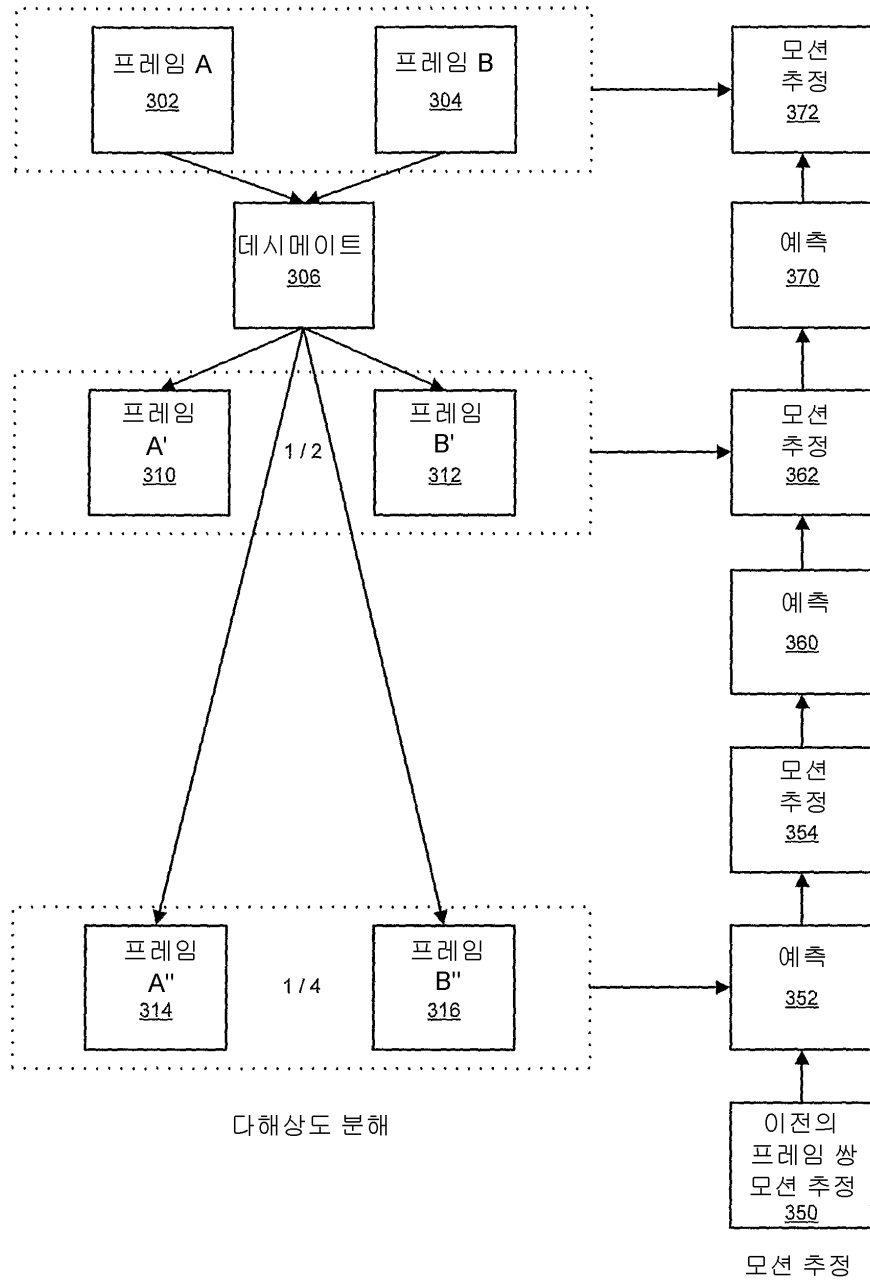 프레임 A
302
프레임 B
304
모션
추정
372
데시메이트
306
예측
370
프레임
A'
310
1 / 2
프레임
B'
312
모션
추정
362
예측
360
모션
추정
354
프레임
A''
314
1 / 4
프레임
B''
316
예측
352
다해상도 분해
이전의
프레임 쌍
모션 추정
350
모션 추정